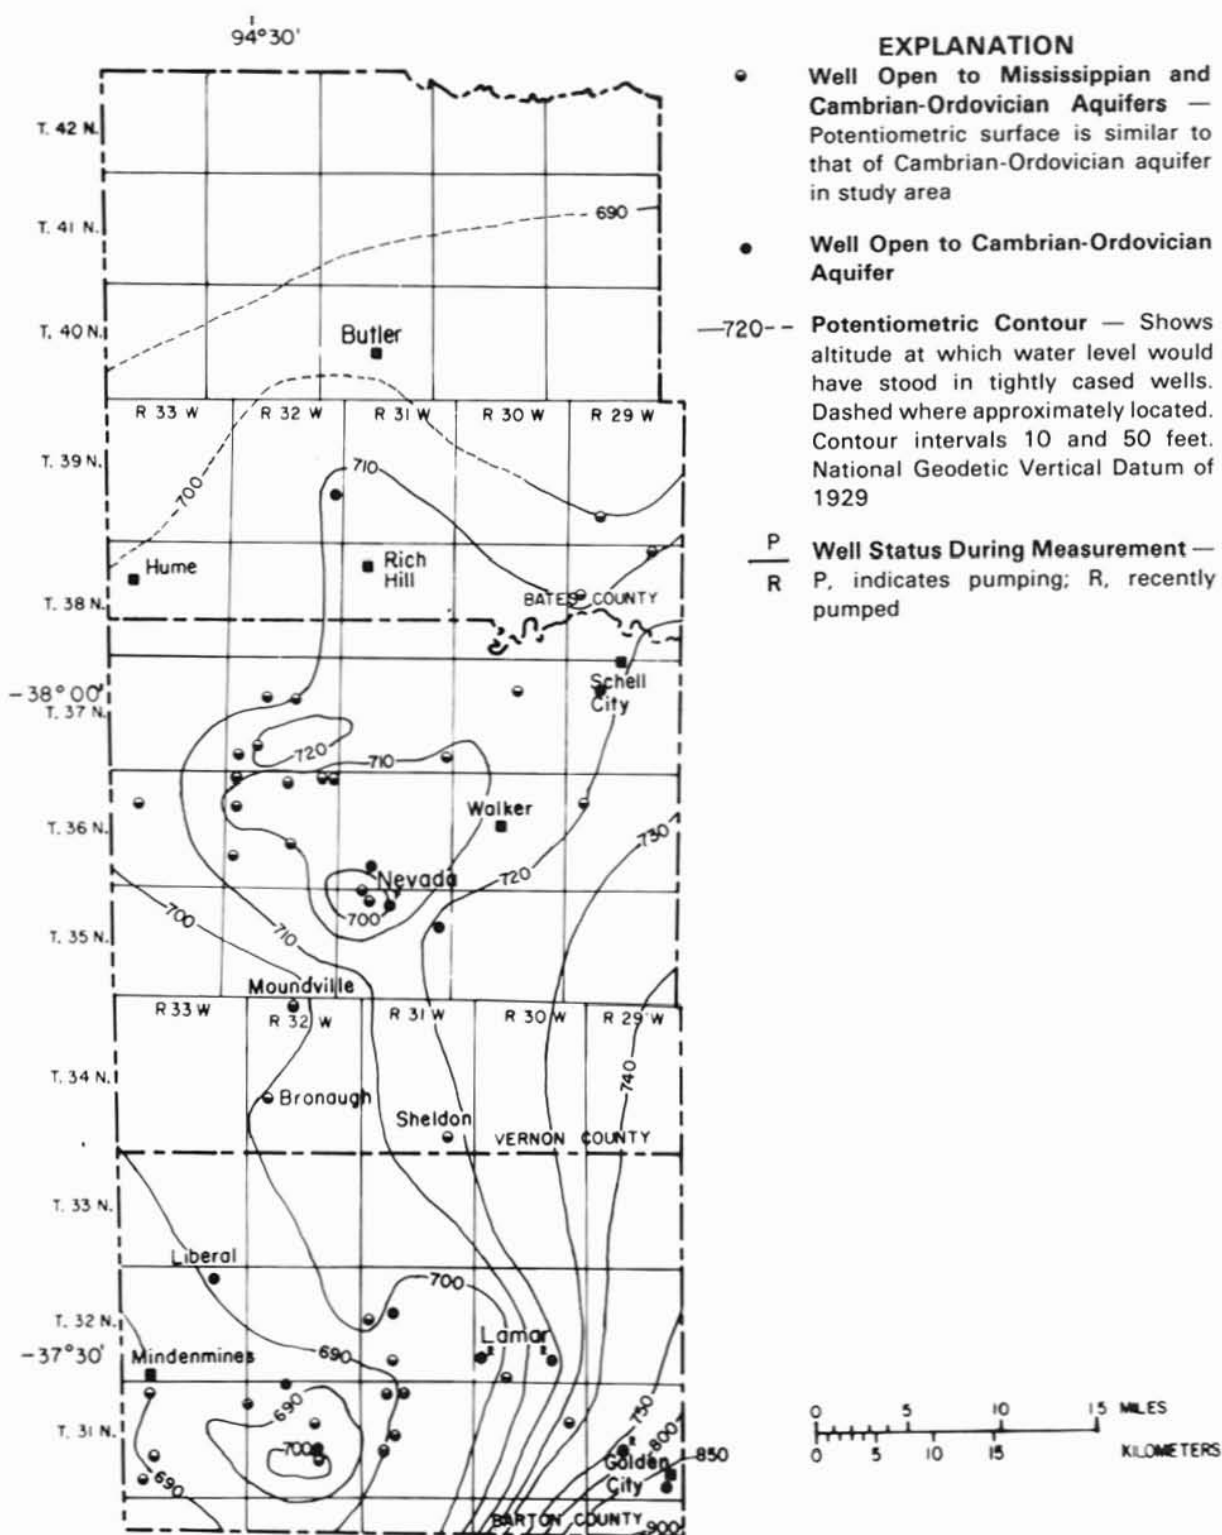 94°30'
EXPLANATION
Well Open to Mississippian and
Cambrian-Ordovician Aquifers —
Potentiometric surface is similar to
that of Cambrian-Ordovician aquifer
in study area
Well Open to Cambrian-Ordovician
Aquifer
—720-- Potentiometric Contour — Shows
altitude at which water level would
have stood in tightly cased wells.
Dashed where approximately located.
Contour intervals 10 and 50 feet.
National Geodetic Vertical Datum of
1929
P
R
Well Status During Measurement —
P, indicates pumping; R, recently
pumped
T. 42 N.
T. 41 N.
690
T. 40 N.
Butler
R 33 W R 32 W R 31 W R 30 W R 29 W
T. 39 N.
710
700
Hume
Rich
Hill
T. 38 N.
BATES COUNTY
38°00'
T. 37 N.
Schell
City
720
710
T. 36 N.
Walker
730
Nevada
720
700
700
T. 35 N.
710
Moundville
R 33 W R 32 W R 31 W R 30 W R 29 W
T. 34 N.
740
Bronaugh
Sheldon
VERNON COUNTY
T. 33 N.
Liberal
700
T. 32 N.
Lamar
R R
37°30'
Mindenmines
690
690
750
T. 31 N.
R
800
700
Golden
City
850
690
BARTON COUNTY
900
0 5 10 15 MILES
0 5 10 15 KILOMETERS